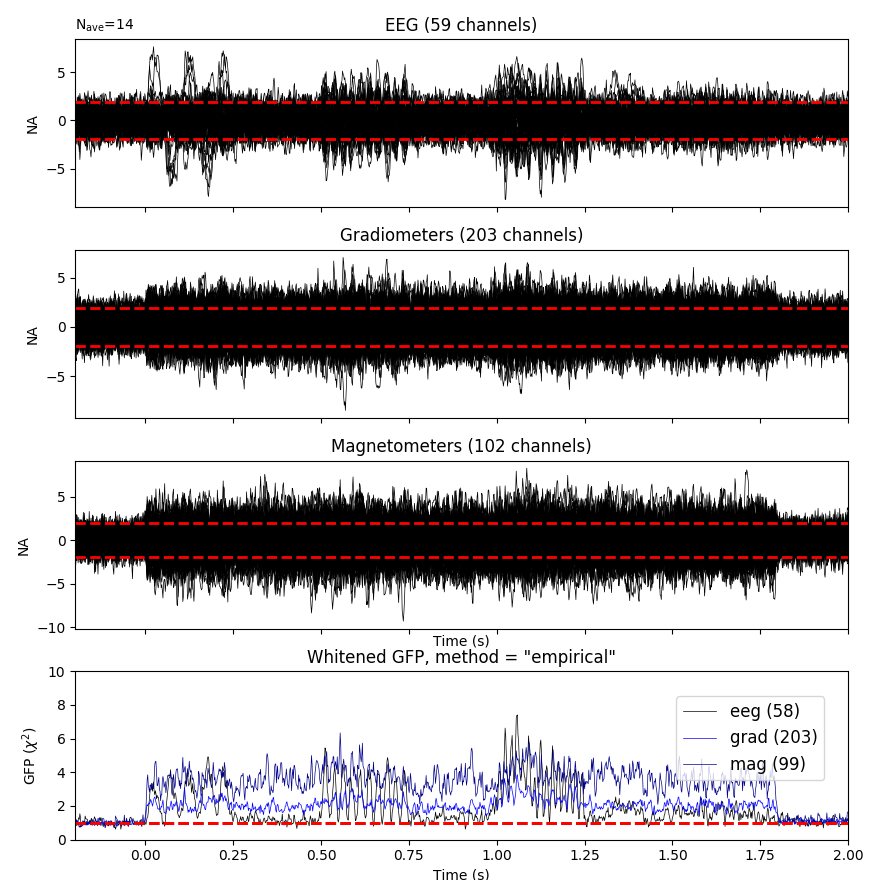 N_ave=14
EEG (59 channels)
5
0
−5
NA
Gradiometers (203 channels)
5
0
−5
NA
Magnetometers (102 channels)
5
0
−5
−10
NA
Time (s)
Whitened GFP, method = "empirical"
10
8
6
4
2
0
GFP (χ²)
eeg (58)
grad (203)
mag (99)
0.00 0.25 0.50 0.75 1.00 1.25 1.50 1.75 2.00
Time (s)